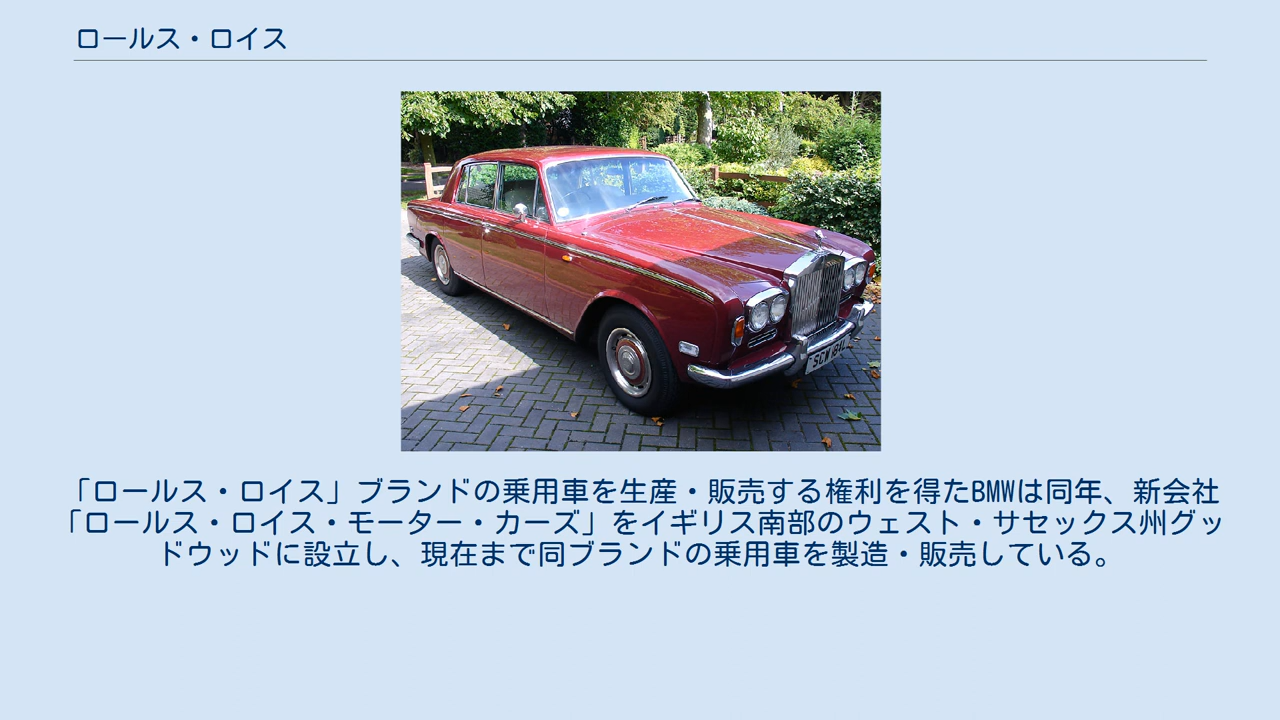 ロールス・ロイス
「ロールス・ロイス」ブランドの乗用車を生産・販売する権利を得たBMWは同年、新会社
「ロールス・ロイス・モーター・カーズ」をイギリス南部のウェスト・サセックス州グッ
ドウッドに設立し、現在まで同ブランドの乗用車を製造・販売している。